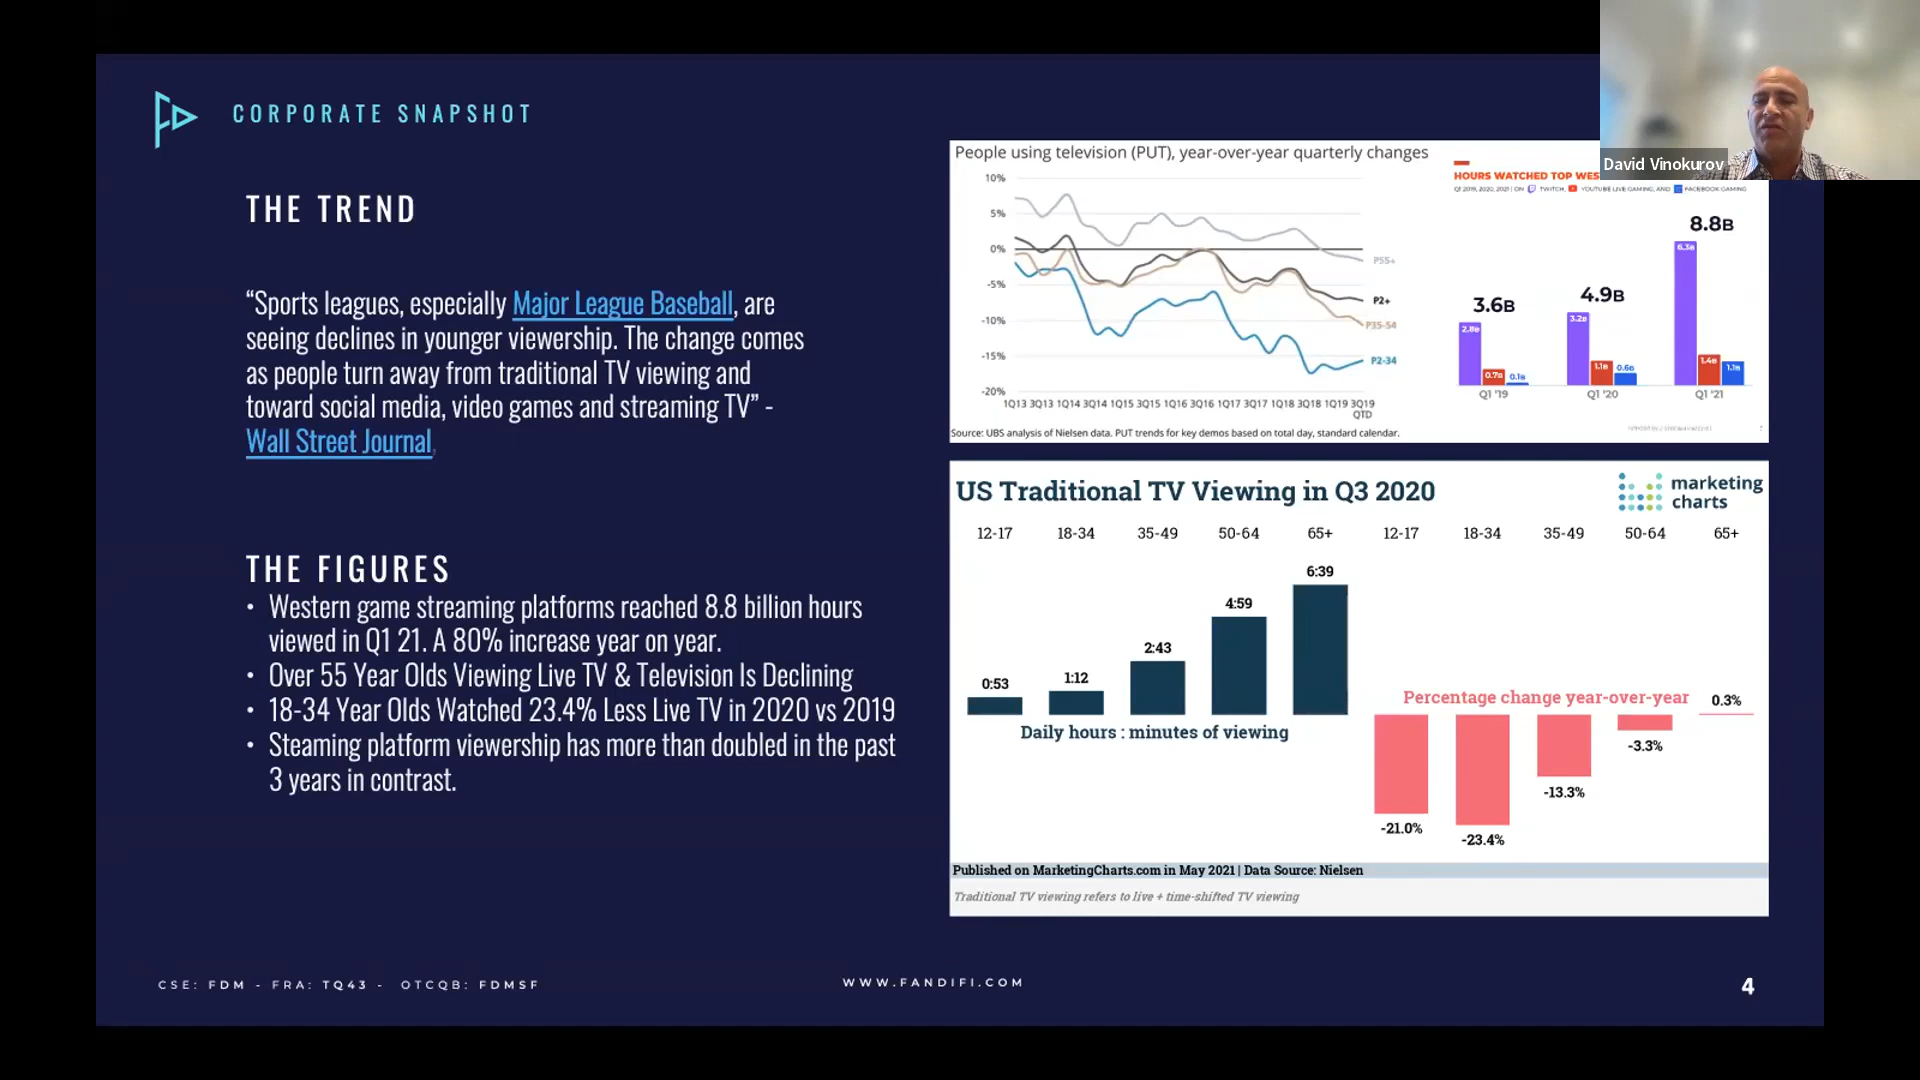 CORPORATE SNAPSHOT
THE TREND
“Sports leagues, especially Major League Baseball, are
seeing declines in younger viewership. The change comes
as people turn away from traditional TV viewing and
toward social media, video games and streaming TV” -
Wall Street Journal,
THE FIGURES
• Western game streaming platforms reached 8.8 billion hours
viewed in Q1 21. A 80% increase year on year.
• Over 55 Year Olds Viewing Live TV & Television Is Declining
• 18-34 Year Olds Watched 23.4% Less Live TV in 2020 vs 2019
• Steaming platform viewership has more than doubled in the past
3 years in contrast.
People using television (PUT), year-over-year quarterly changes
10%
5%
0%
-5%
-10%
-15%
-20%
P55+
P2+
P35-54
P2-34
1Q13 3Q13 1Q14 3Q14 1Q15 3Q15 1Q16 3Q16 1Q17 3Q17 1Q18 3Q18 1Q19 3Q19
QTD
Source: UBS analysis of Nielsen data. PUT trends for key demos based on total day, standard calendar.
David Vinokurov
HOURS WATCHED TOP WES
Q1 2019, 2020, 2021 | ON TWITCH, YOUTUBE LIVE GAMING, AND FACEBOOK GAMING
8.8B
6.3B
4.9B
3.6B
3.2B
2.8B
0.7B 0.1B 1.1B 0.6B 1.4B 1.1B
Q1 '19 Q1 '20 Q1 '21
US Traditional TV Viewing in Q3 2020
marketing
charts
12-17 18-34 35-49 50-64 65+ 12-17 18-34 35-49 50-64 65+
6:39
4:59
2:43
1:12
0:53
Daily hours : minutes of viewing
Percentage change year-over-year
0.3%
-3.3%
-13.3%
-21.0%
-23.4%
Published on MarketingCharts.com in May 2021 | Data Source: Nielsen
Traditional TV viewing refers to live + time-shifted TV viewing
CSE: FDM - FRA: TQ43 - OTCQB: FDMSF
WWW.FANDIFI.COM
4